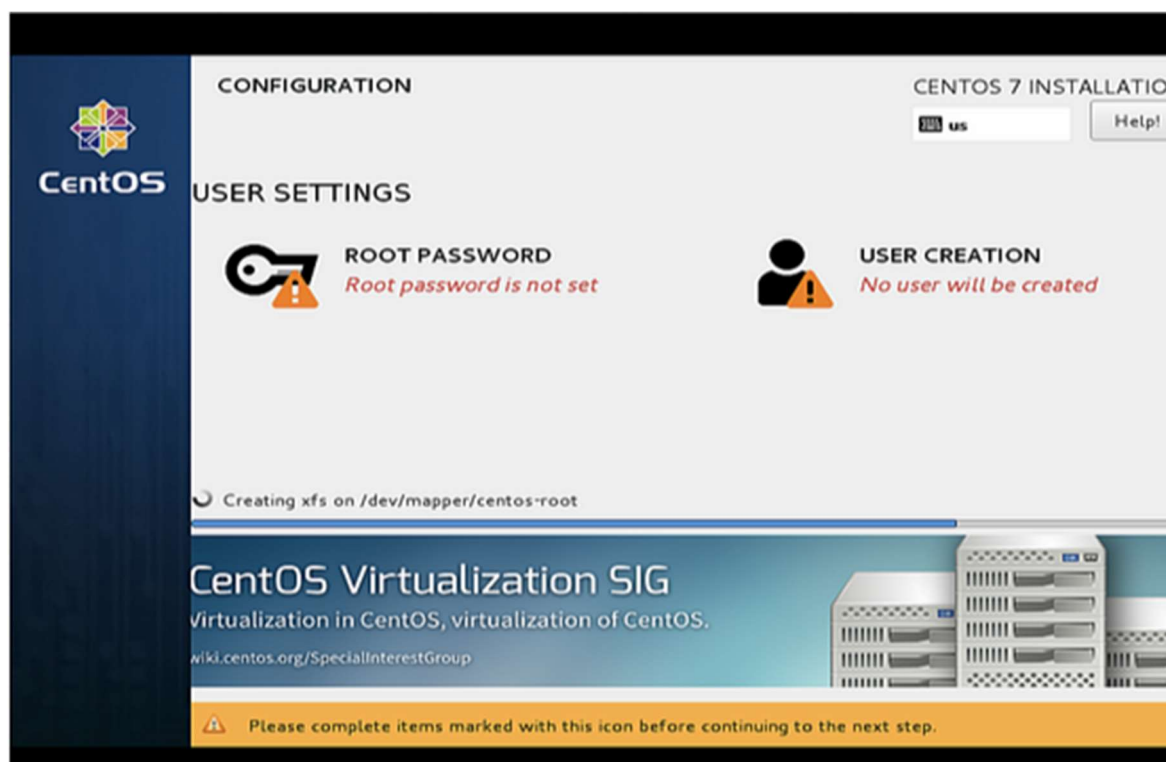 CONFIGURATION
CENTOS 7 INSTALLATIO
us
Help!
CentOS
USER SETTINGS
ROOT PASSWORD
Root password is not set
USER CREATION
No user will be created
Creating xfs on /dev/mapper/centos-root
CentOS Virtualization SIG
Virtualization in CentOS, virtualization of CentOS.
wiki.centos.org/SpecialInterestGroup
Please complete items marked with this icon before continuing to the next step.